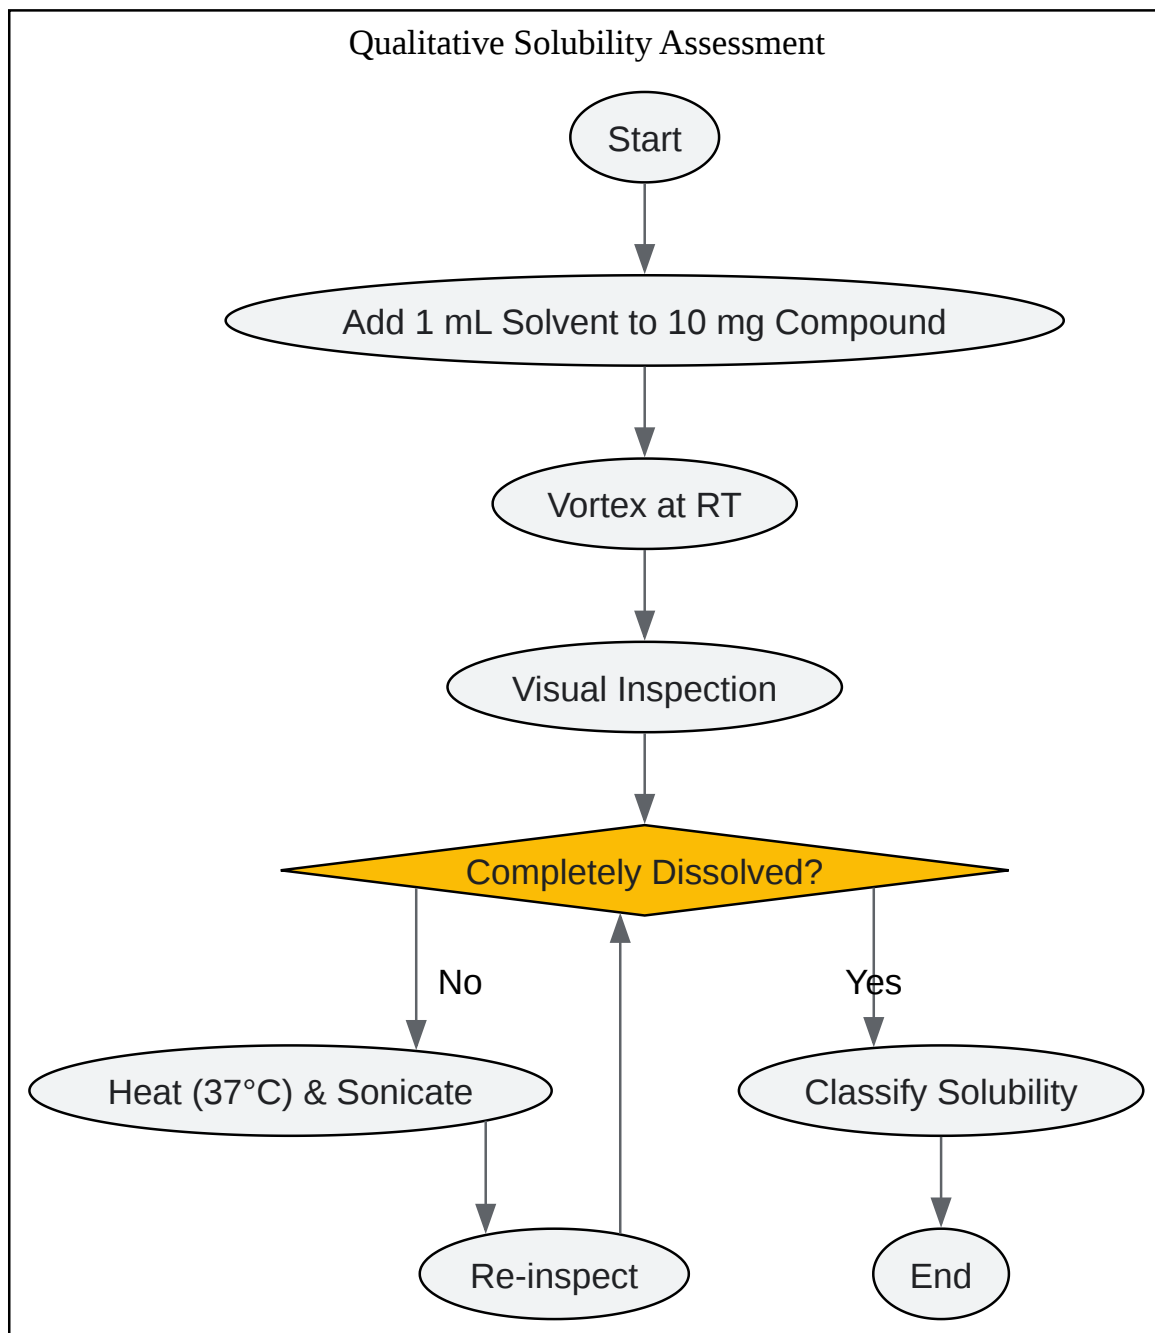 Qualitative Solubility Assessment
Start
Add 1 mL Solvent to 10 mg Compound
Vortex at RT
Visual Inspection
Completely Dissolved?
No
Yes
Heat (37°C) & Sonicate
Classify Solubility
Re-inspect
End